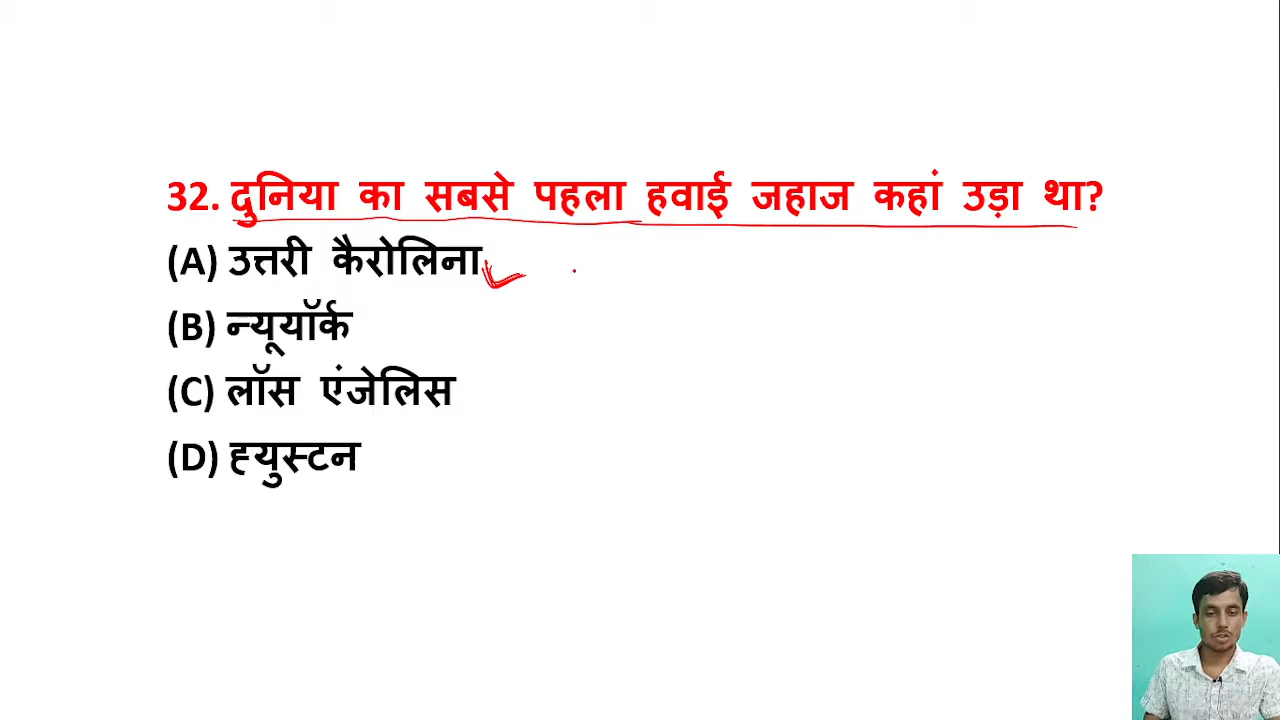 32. दुनिया का सबसे पहला हवाई जहाज कहां उड़ा था?
(A) उत्तरी कैरोलिना
(B) न्यूयॉर्क
(C) लॉस एंजेलिस
(D) ह्युस्टन